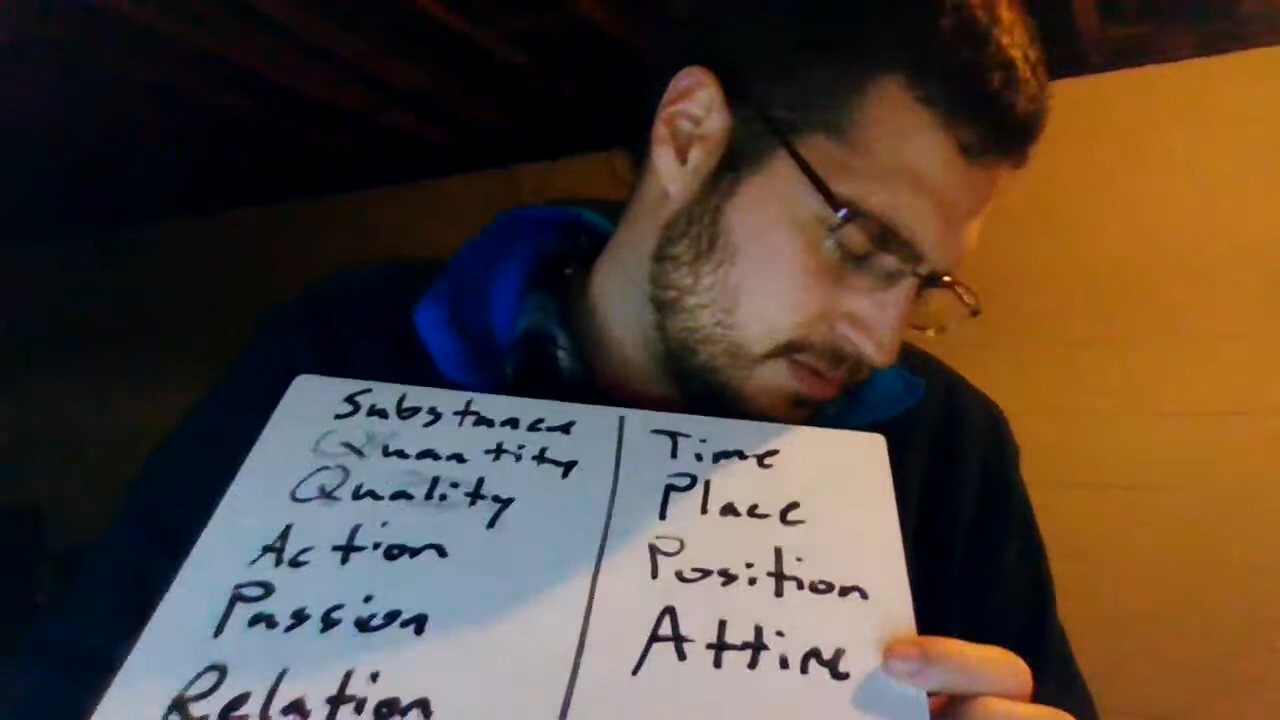 Substance
Quantity
Quality
Action
Passion
Relation
Time
Place
Position
Attire